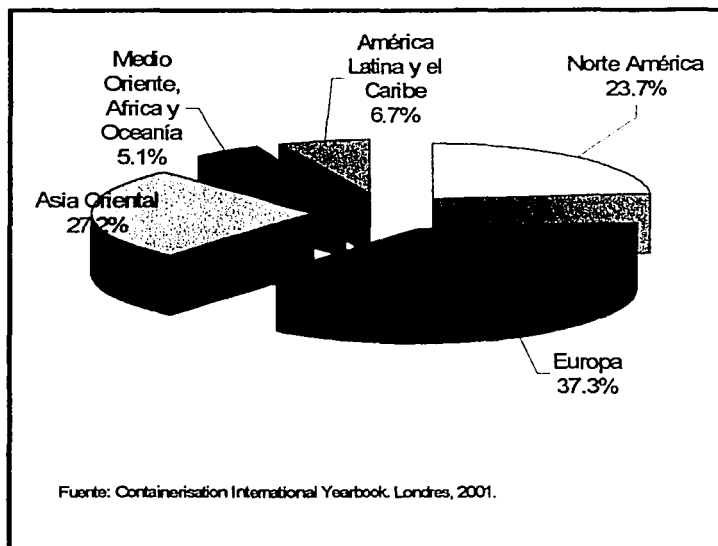 América
Latina y el
Caribe
6.7%
Norte América
23.7%
Medio
Oriente,
Africa y
Oceanía
5.1%
Asia Oriental
27.2%
Europa
37.3%
Fuente: Containerisation International Yearbook. Londres, 2001.